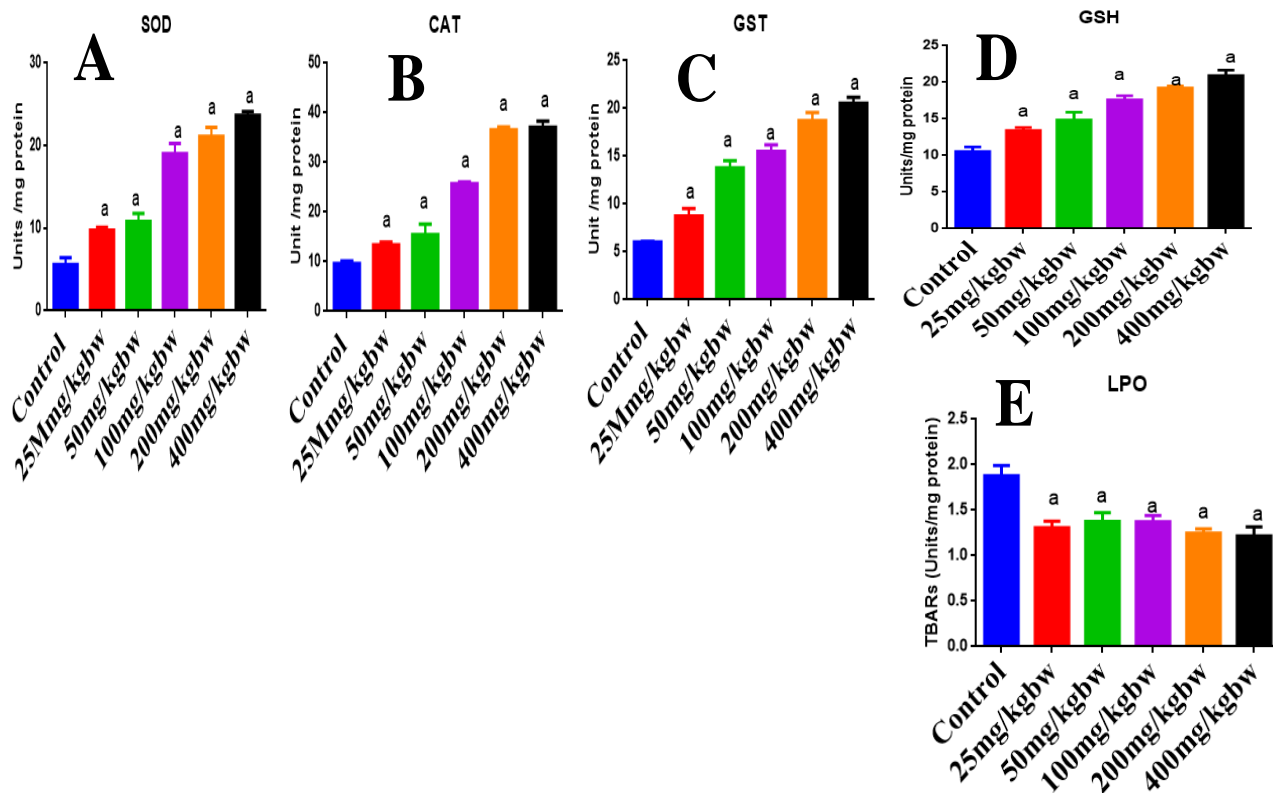 SOD
A
Units /mg protein
30
20
10
0
a
a
a
a
a
Control
25Mmg/kgbw
50mg/kgbw
100mg/kgbw
200mg/kgbw
400mg/kgbw
CAT
B
Unit /mg protein
50
40
30
20
10
0
a
a
a
a
a
Control
25Mmg/kgbw
50mg/kgbw
100mg/kgbw
200mg/kgbw
400mg/kgbw
GST
C
Unit /mg protein
25
20
15
10
5
0
a
a
a
a
a
Control
25Mmg/kgbw
50mg/kgbw
100mg/kgbw
200mg/kgbw
400mg/kgbw
GSH
D
Units/mg protein
25
20
15
10
5
0
a
a
a
a
a
Control
25mg/kgbw
50mg/kgbw
100mg/kgbw
200mg/kgbw
400mg/kgbw
LPO
E
TBARs (Units/mg protein)
2.5
2.0
1.5
1.0
0.5
0.0
a
a
a
a
a
Control
25mg/kgbw
50mg/kgbw
100mg/kgbw
200mg/kgbw
400mg/kgbw